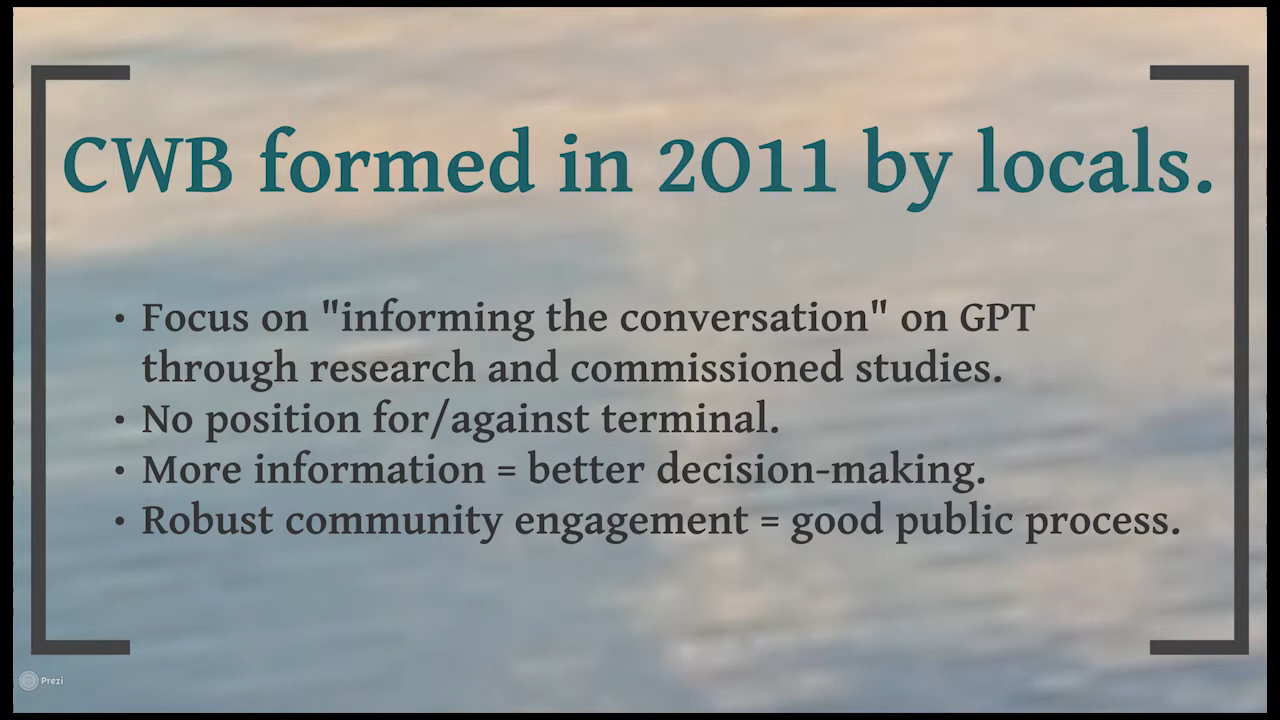 CWB formed in 2011 by locals.
• Focus on "informing the conversation" on GPT
through research and commissioned studies.
• No position for/against terminal.
• More information = better decision-making.
• Robust community engagement = good public process.
Prezi